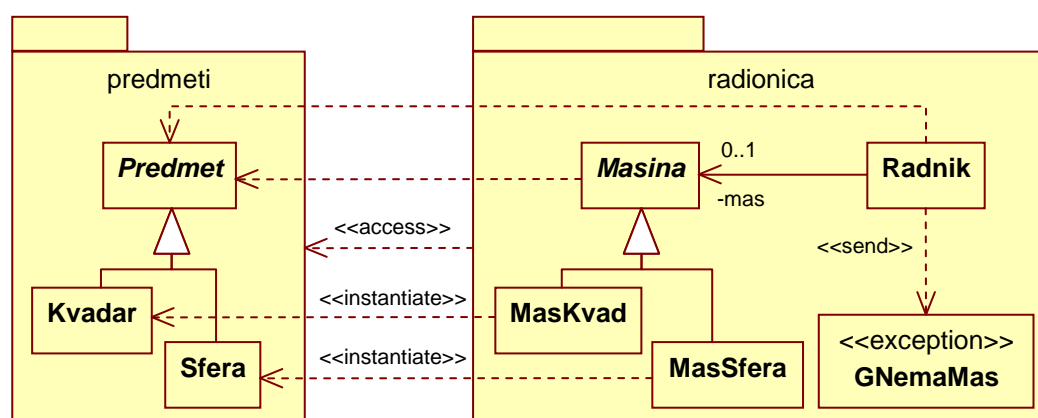 predmeti
radionica
Predmet
Masina
0..1
-mas
Radnik
<<access>>
<<send>>
Kvadar
<<instantiate>>
MasKvad
Sfera
<<instantiate>>
MasSfera
<<exception>>
GNemaMas